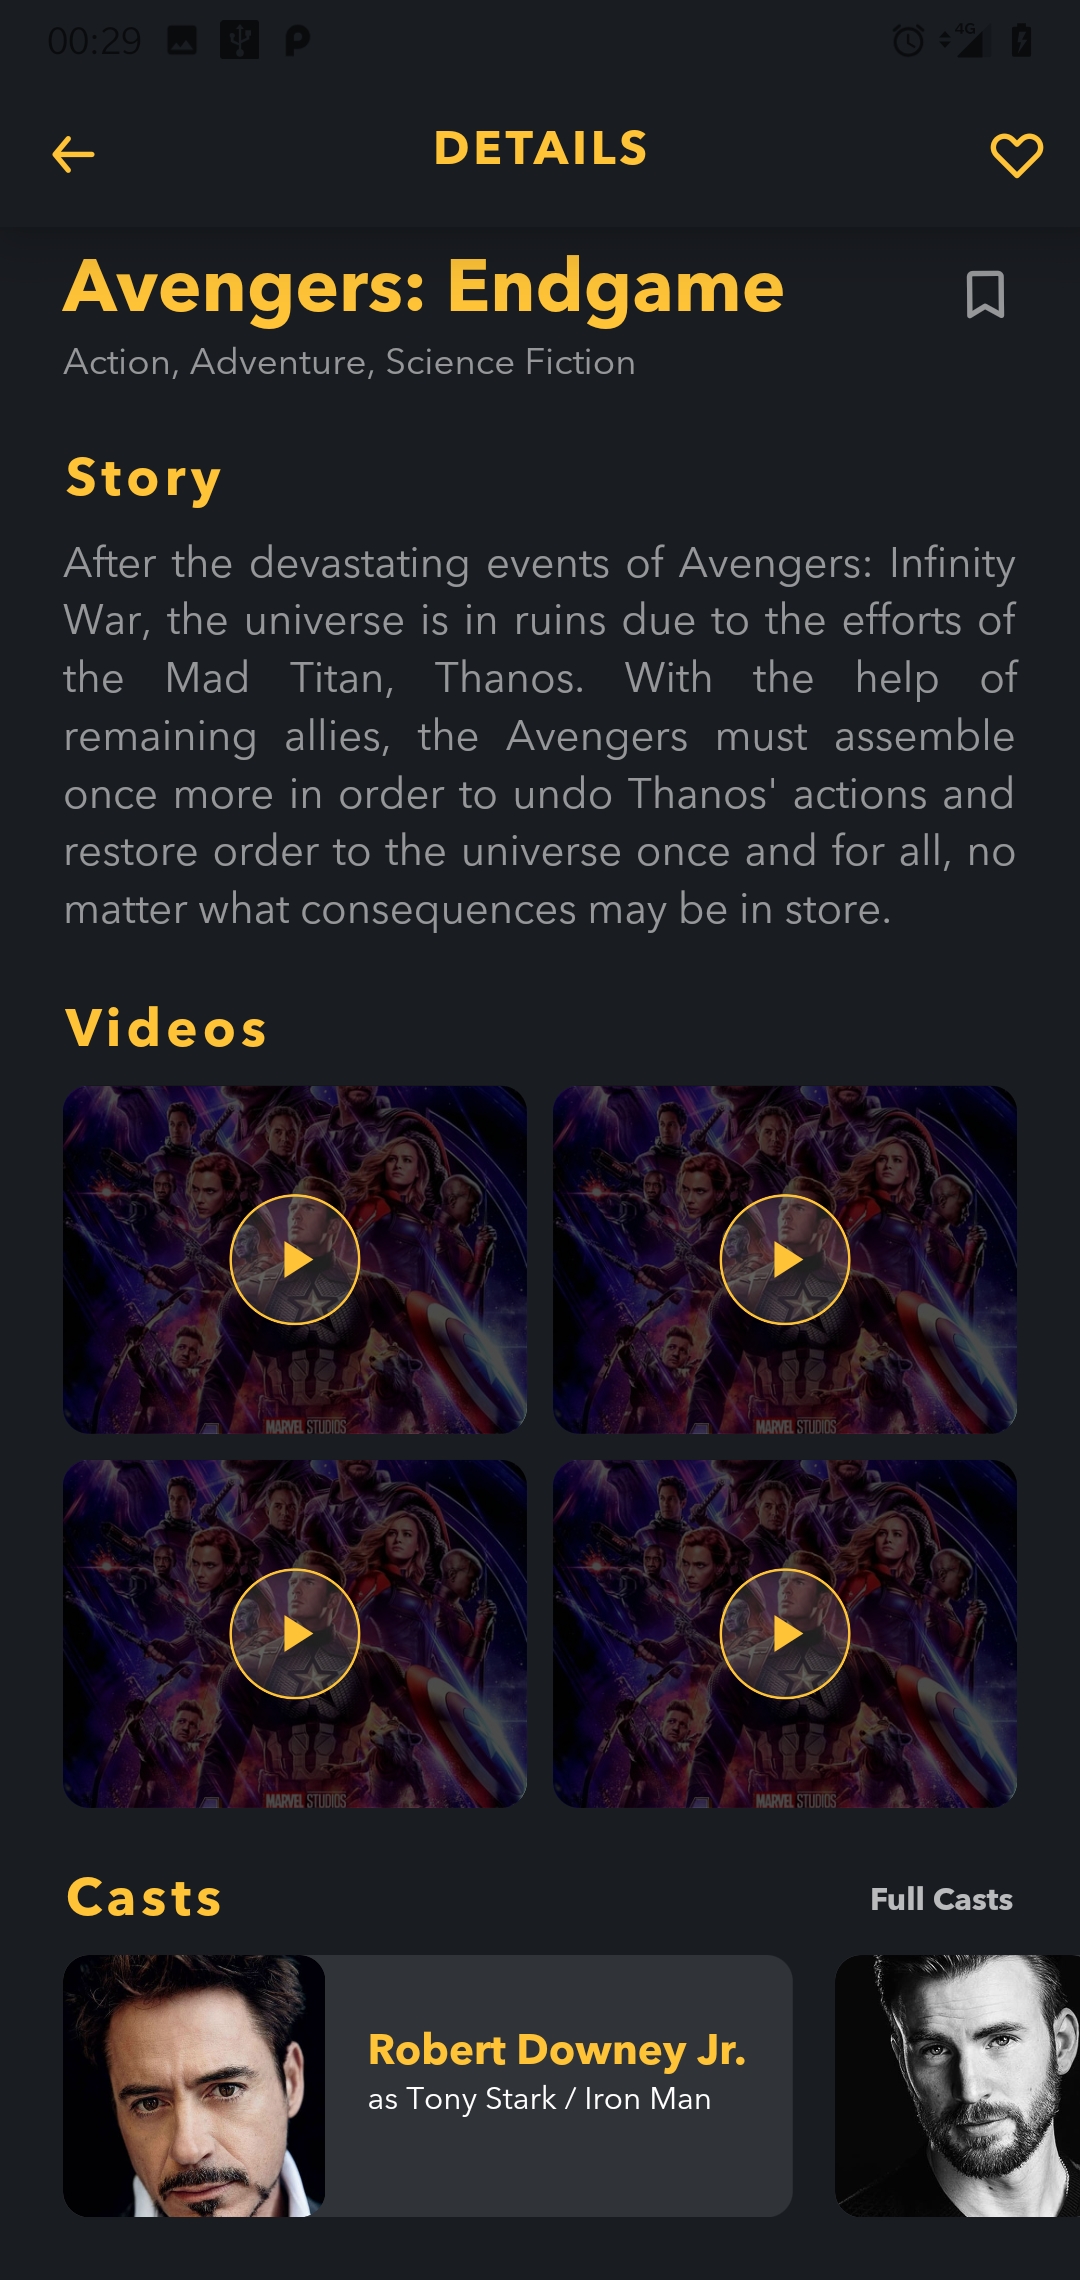 00:29
4G
DETAILS
Avengers: Endgame
Action, Adventure, Science Fiction
Story
After the devastating events of Avengers: Infinity
War, the universe is in ruins due to the efforts of
the Mad Titan, Thanos. With the help of
remaining allies, the Avengers must assemble
once more in order to undo Thanos' actions and
restore order to the universe once and for all, no
matter what consequences may be in store.
Videos
MARVEL STUDIOS
MARVEL STUDIOS
MARVEL STUDIOS
MARVEL STUDIOS
Casts
Full Casts
Robert Downey Jr.
as Tony Stark / Iron Man